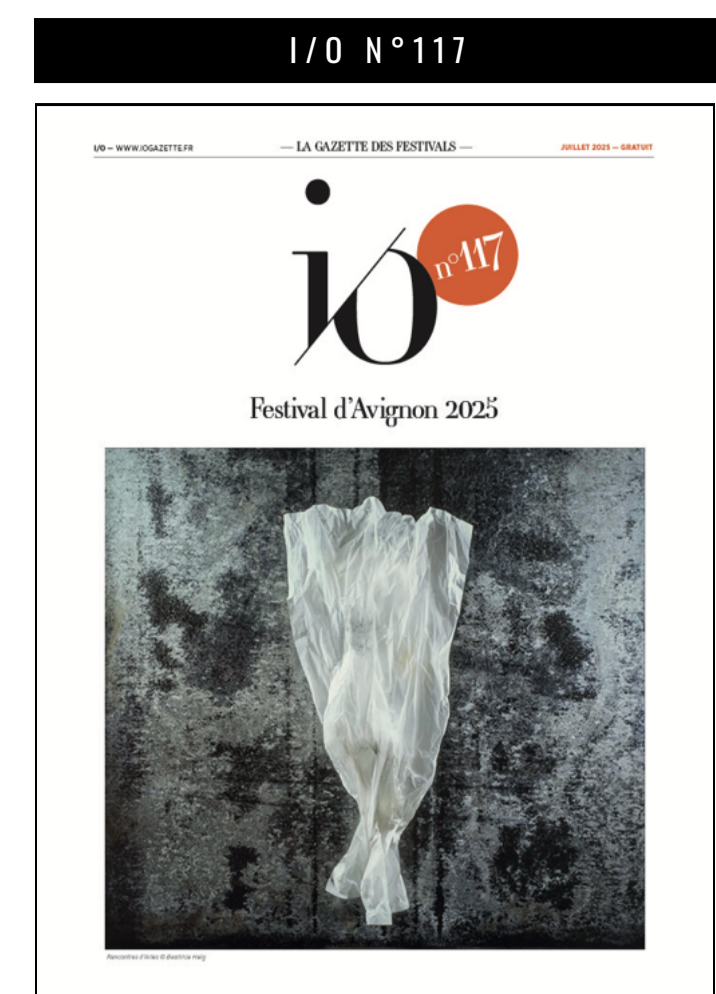 I/O N°117
I/O — WWW.IOGAZETTE.FR
— LA GAZETTE DES FESTIVALS —
JUILLET 2025 — GRATUIT
i/o
n°117
Festival d'Avignon 2025
Rencontres d'Arles © Beatrice Helg